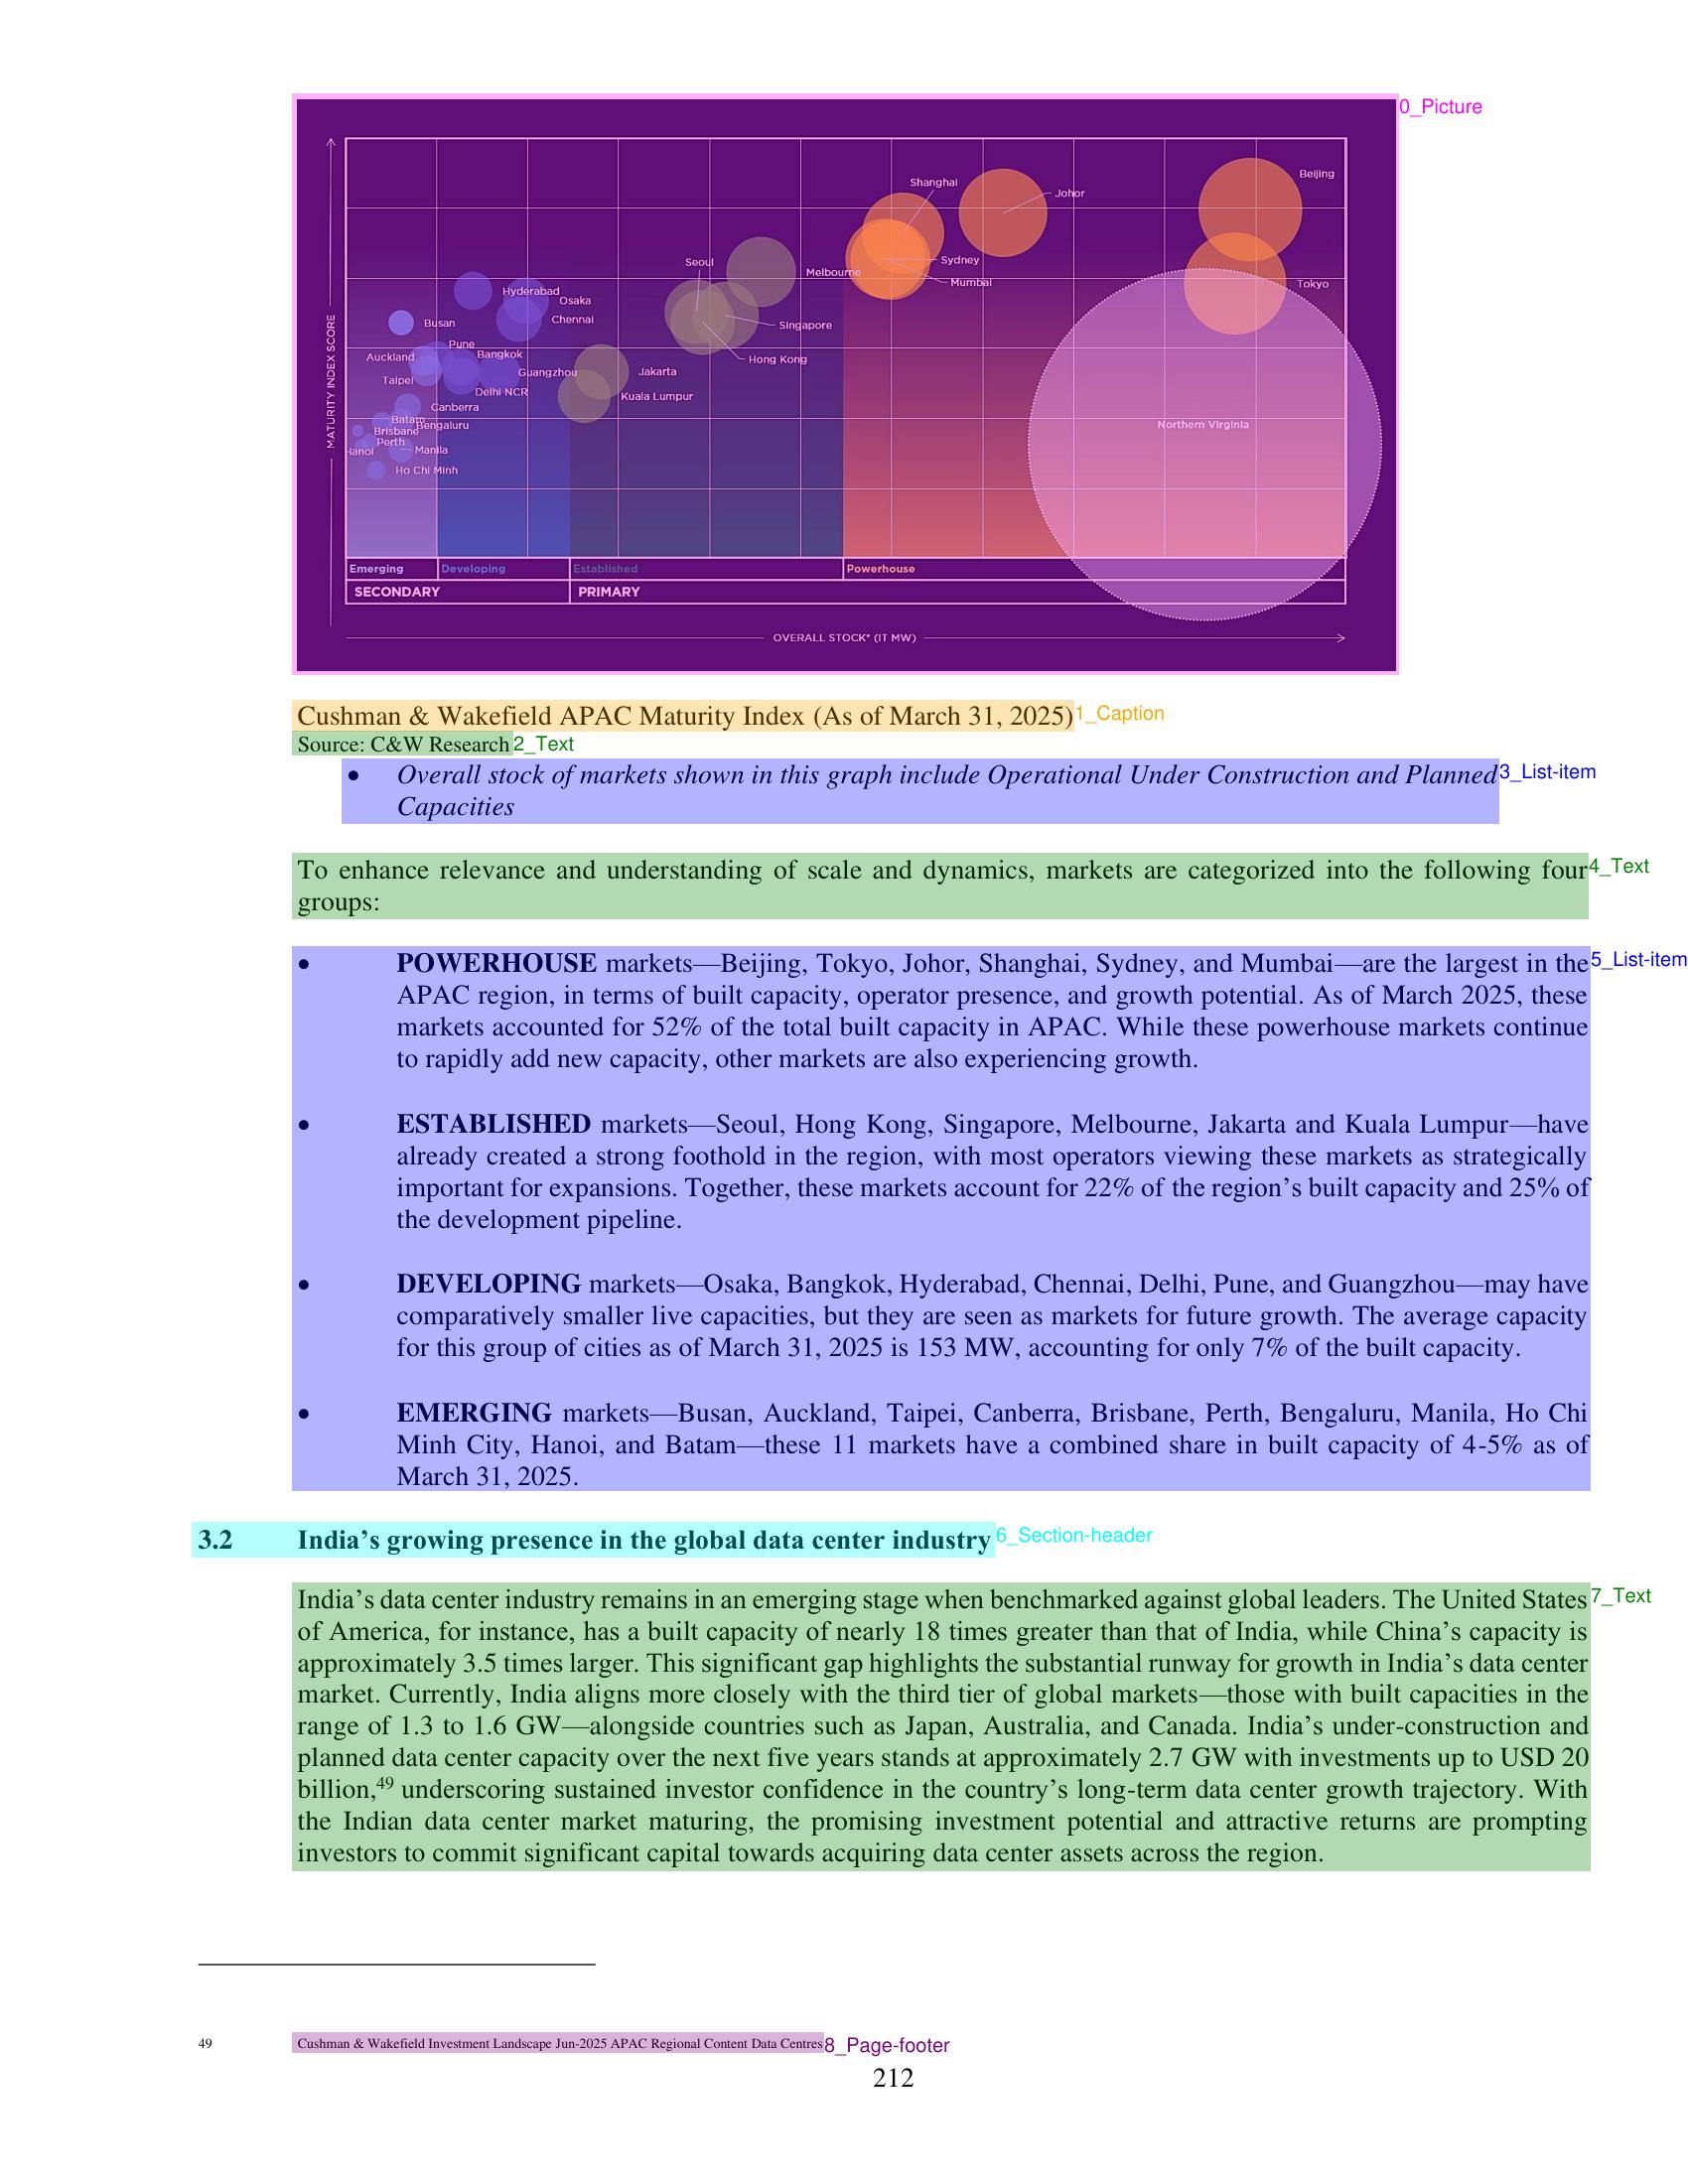 0_Picture
MATURITY INDEX SCORE
Beijing
Shanghai
Johor
Sydney
Seoul
Melbourne
Mumbai
Tokyo
Hyderabad
Osaka
Busan
Chennai
Singapore
Pune
Auckland
Bangkok
Hong Kong
Taipei
Guangzhou
Jakarta
Delhi NCR
Kuala Lumpur
Canberra
Batam
Bengaluru
Northern Virginia
Brisbane
Perth
Manila
Ho Chi Minh
Emerging Developing Established Powerhouse
SECONDARY PRIMARY
OVERALL STOCK* (IT MW)
Cushman & Wakefield APAC Maturity Index (As of March 31, 2025) 1_Caption
Source: C&W Research 2_Text
• Overall stock of markets shown in this graph include Operational Under Construction and Planned 3_List-item
Capacities
To enhance relevance and understanding of scale and dynamics, markets are categorized into the following four 4_Text
groups:
• POWERHOUSE markets—Beijing, Tokyo, Johor, Shanghai, Sydney, and Mumbai—are the largest in the 5_List-item
APAC region, in terms of built capacity, operator presence, and growth potential. As of March 2025, these
markets accounted for 52% of the total built capacity in APAC. While these powerhouse markets continue
to rapidly add new capacity, other markets are also experiencing growth.
• ESTABLISHED markets—Seoul, Hong Kong, Singapore, Melbourne, Jakarta and Kuala Lumpur—have
already created a strong foothold in the region, with most operators viewing these markets as strategically
important for expansions. Together, these markets account for 22% of the region's built capacity and 25% of
the development pipeline.
• DEVELOPING markets—Osaka, Bangkok, Hyderabad, Chennai, Delhi, Pune, and Guangzhou—may have
comparatively smaller live capacities, but they are seen as markets for future growth. The average capacity
for this group of cities as of March 31, 2025 is 153 MW, accounting for only 7% of the built capacity.
• EMERGING markets—Busan, Auckland, Taipei, Canberra, Brisbane, Perth, Bengaluru, Manila, Ho Chi
Minh City, Hanoi, and Batam—these 11 markets have a combined share in built capacity of 4-5% as of
March 31, 2025.
3.2 India's growing presence in the global data center industry 6_Section-header
India's data center industry remains in an emerging stage when benchmarked against global leaders. The United States 7_Text
of America, for instance, has a built capacity of nearly 18 times greater than that of India, while China's capacity is
approximately 3.5 times larger. This significant gap highlights the substantial runway for growth in India's data center
market. Currently, India aligns more closely with the third tier of global markets—those with built capacities in the
range of 1.3 to 1.6 GW—alongside countries such as Japan, Australia, and Canada. India's under-construction and
planned data center capacity over the next five years stands at approximately 2.7 GW with investments up to USD 20
billion,49 underscoring sustained investor confidence in the country's long-term data center growth trajectory. With
the Indian data center market maturing, the promising investment potential and attractive returns are prompting
investors to commit significant capital towards acquiring data center assets across the region.
49 Cushman & Wakefield Investment Landscape Jun-2025 APAC Regional Content Data Centres 8_Page-footer
212